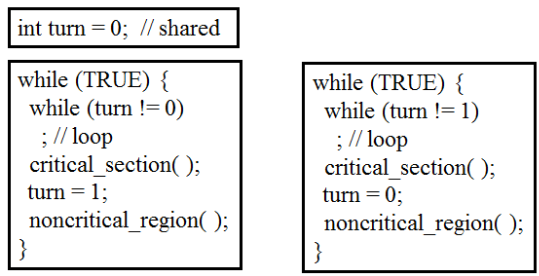 int turn = 0;  // shared
while (TRUE) {
while (turn != 0)
; // loop
critical_section( );
turn = 1;
noncritical_region( );
}
while (TRUE) {
while (turn != 1)
; // loop
critical_section( );
turn = 0;
noncritical_region( );
}